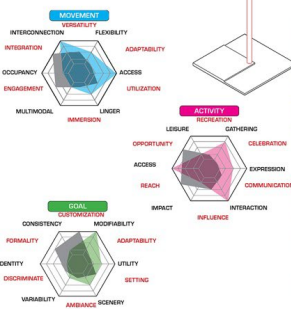 MOVEMENT
VERSATILITY
INTERCONNECTION FLEXIBILITY
INTEGRATION ADAPTABILITY
OCCUPANCY ACCESS
ENGAGEMENT UTILIZATION
MULTIMODAL LINGER
IMMERSION
ACTIVITY
RECREATION
LEISURE GATHERING
OPPORTUNITY CELEBRATION
ACCESS EXPRESSION
REACH COMMUNICATION
IMPACT INTERACTION
INFLUENCE
GOAL
CUSTOMIZATION
CONSISTENCY MODIFIABILITY
FORMALITY ADAPTABILITY
DENTITY UTILITY
DISCRIMINATE SETTING
VARIABILITY SCENERY
AMBIANCE